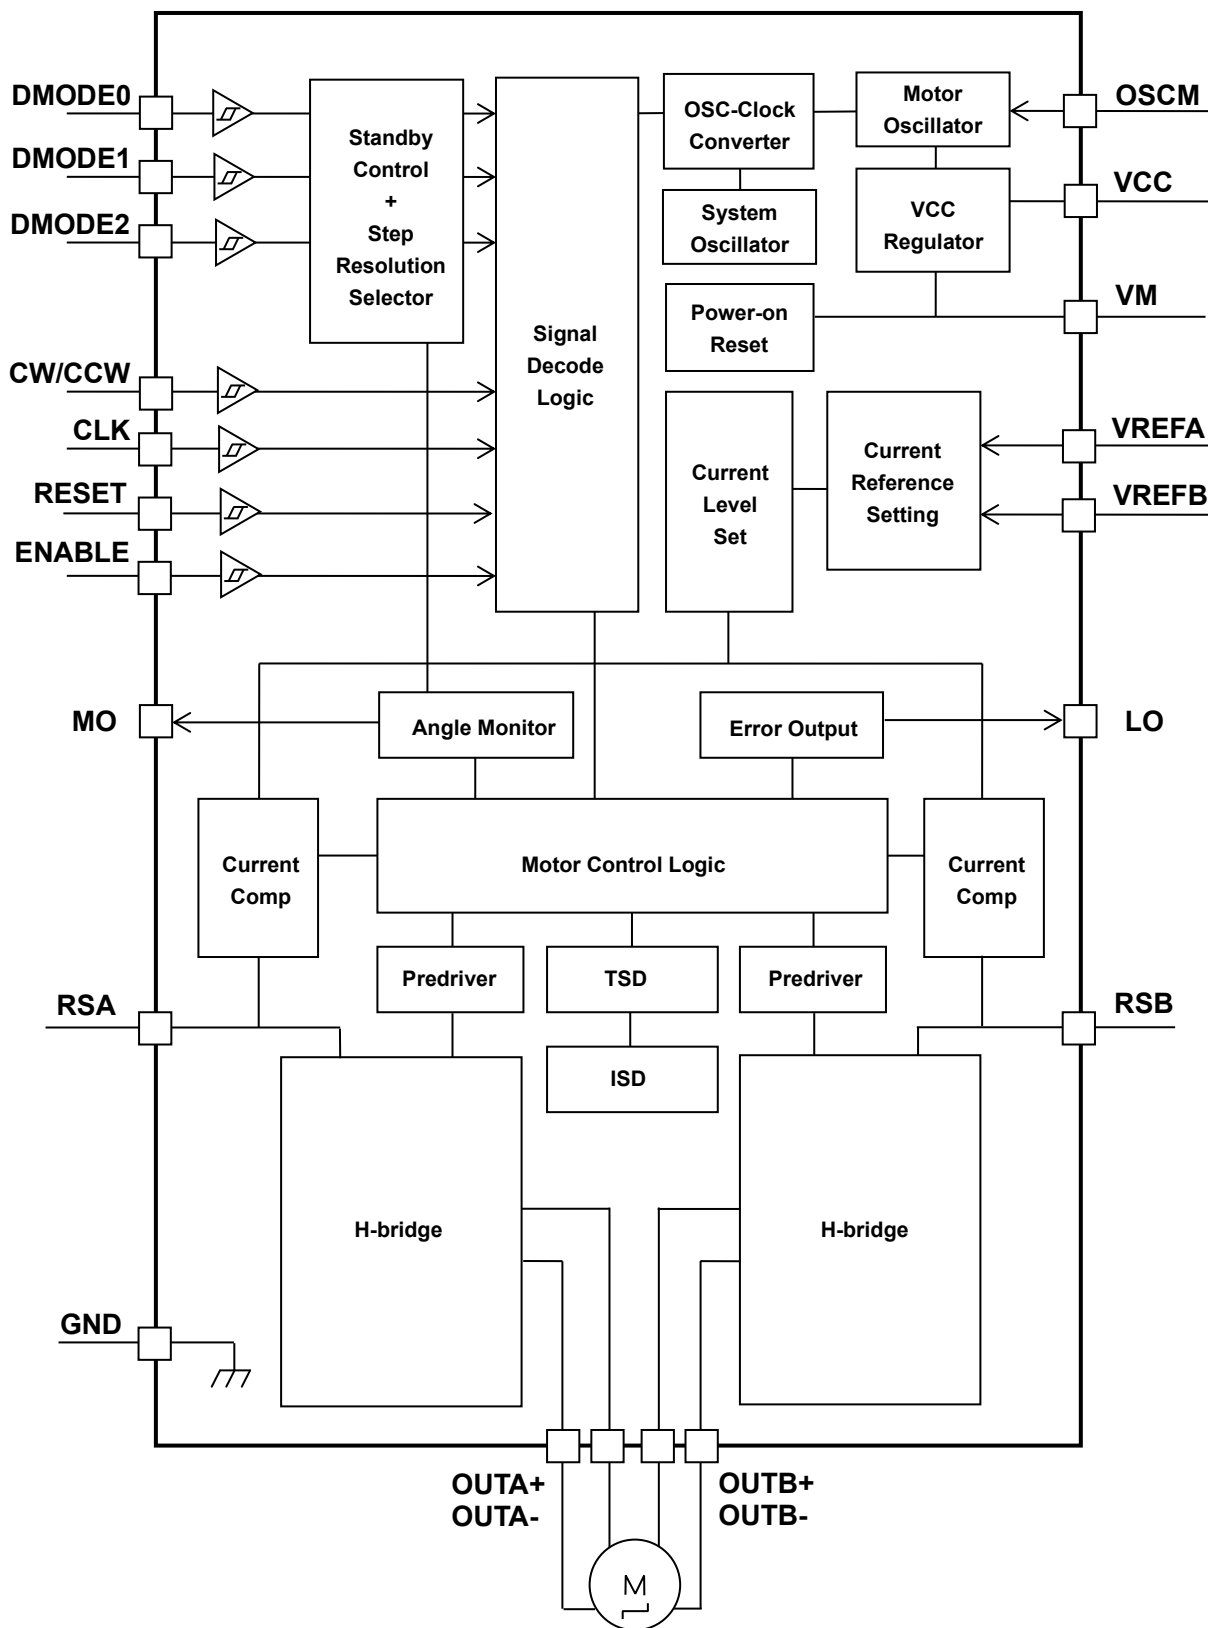 DMODE0
DMODE1
DMODE2
CW/CCW
CLK
RESET
ENABLE
MO
RSA
GND
Standby
Control
+
Step
Resolution
Selector
Signal
Decode
Logic
OSC-Clock
Converter
System
Oscillator
Motor
Oscillator
VCC
Regulator
Power-on
Reset
Current
Level
Set
Current
Reference
Setting
OSCM
VCC
VM
VREFA
VREFB
LO
RSB
Angle Monitor
Error Output
Current
Comp
Motor Control Logic
Current
Comp
Predriver
TSD
Predriver
ISD
H-bridge
H-bridge
OUTA+
OUTA-
OUTB+
OUTB-
M